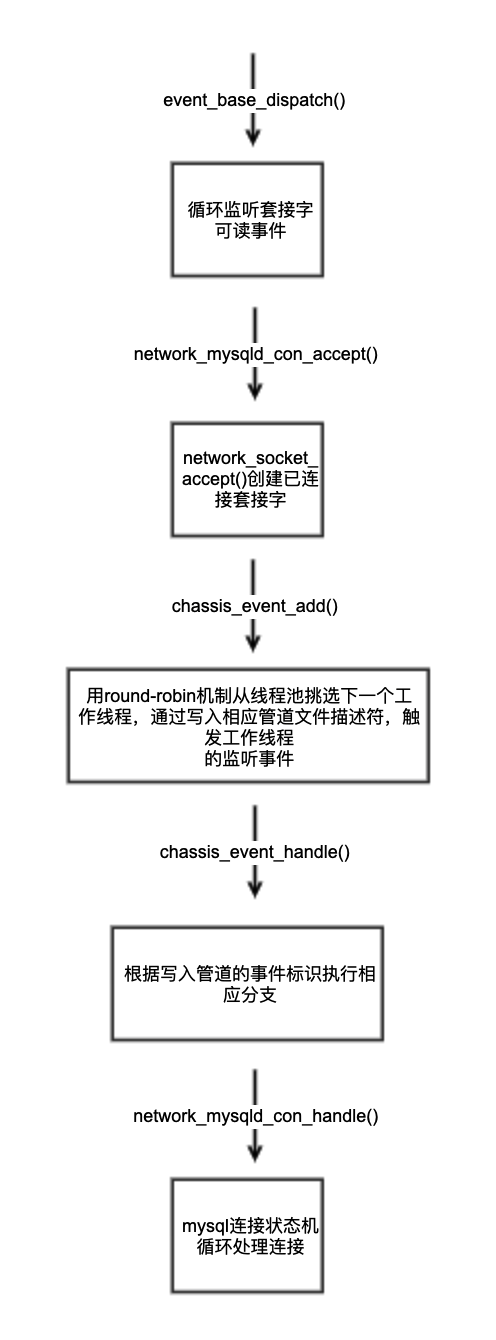 event_base_dispatch()
循环监听套接字
可读事件
network_mysqld_con_accept()
network_socket_
accept()创建已连
接套接字
chassis_event_add()
用round-robin机制从线程池挑选下一个工
作线程，通过写入相应管道文件描述符，触
发工作线程
的监听事件
chassis_event_handle()
根据写入管道的事件标识执行相
应分支
network_mysqld_con_handle()
mysql连接状态机
循环处理连接